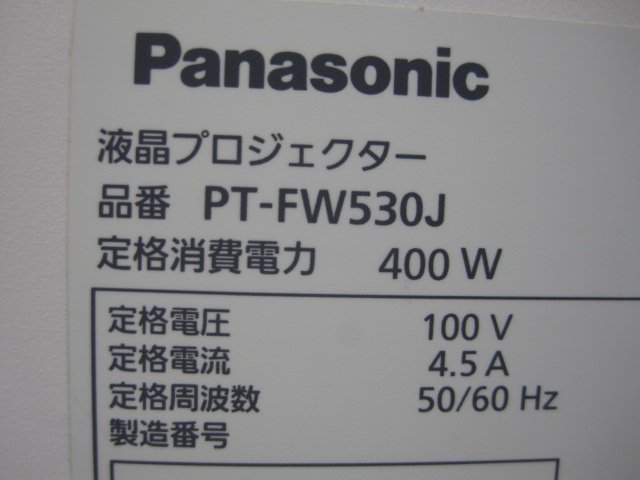 Panasonic
液晶プロジェクター
品番 PT-FW530J
定格消費電力 400 W
定格電圧 100 V
定格電流 4.5 A
定格周波数 50/60 Hz
製造番号